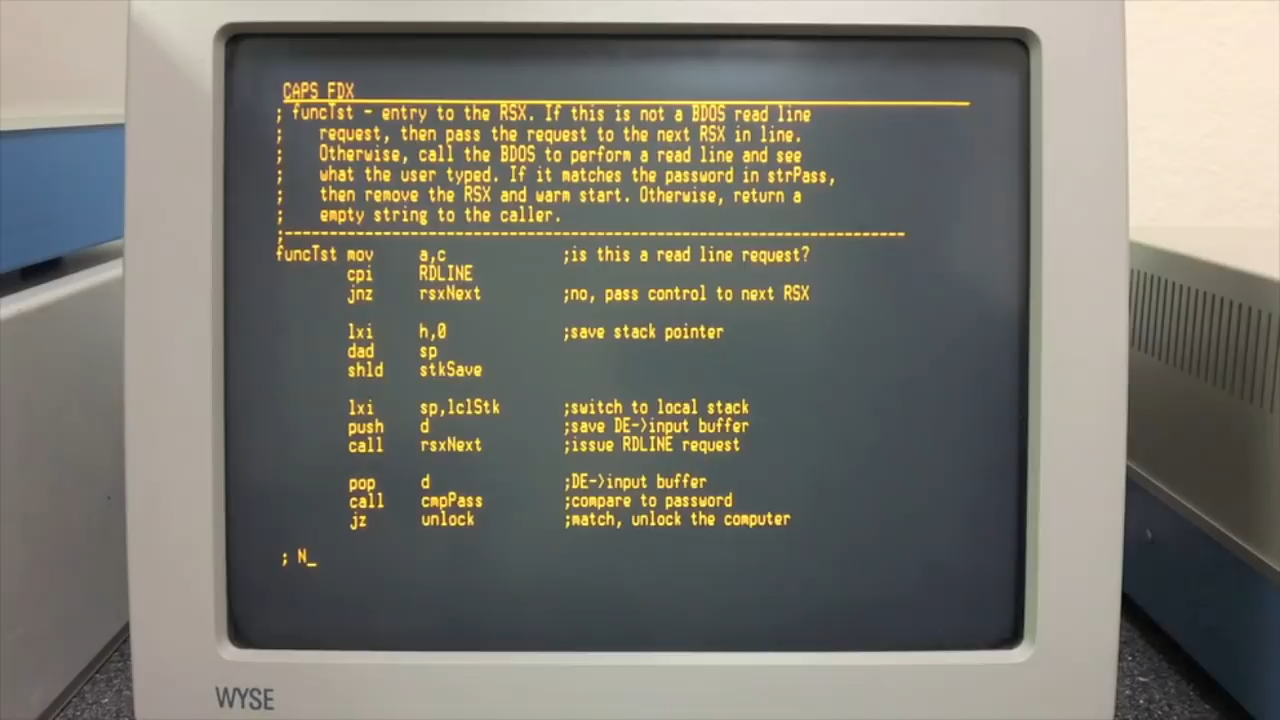 CAPS FDX
; funcTst - entry to the RSX. If this is not a BDOS read line
;    request, then pass the request to the next RSX in line.
;    Otherwise, call the BDOS to perform a read line and see
;    what the user typed. If it matches the password in strPass,
;    then remove the RSX and warm start. Otherwise, return a
;    empty string to the caller.
;--------------------------------------------------------------------
funcTst mov     a,c             ;is this a read line request?
        cpi     RDLINE
        jnz     rsxNext         ;no, pass control to next RSX
        lxi     h,0             ;save stack pointer
        dad     sp
        shld    stkSave
        lxi     sp,lclStk       ;switch to local stack
        push    d               ;save DE->input buffer
        call    rsxNext         ;issue RDLINE request
        pop     d               ;DE->input buffer
        call    cmpPass         ;compare to password
        jz      unlock          ;match, unlock the computer
; N_
WYSE